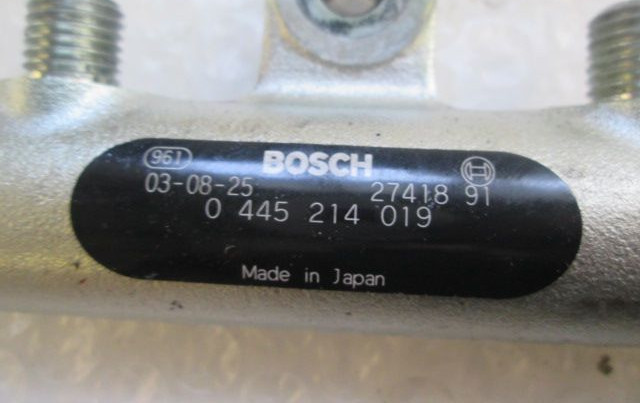 961 BOSCH
03-08-25 27418 91
0 445 214 019
Made in Japan